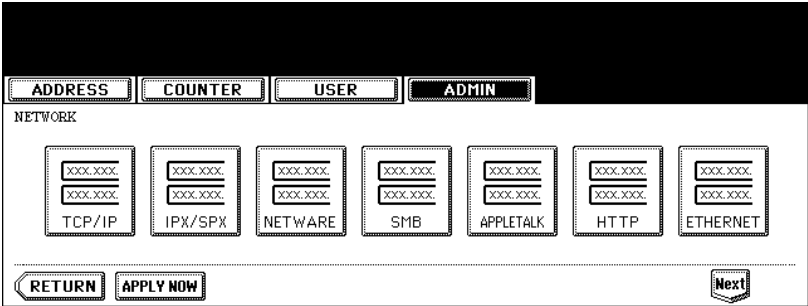 ADDRESS COUNTER USER ADMIN
NETWORK
XXX.XXX. XXX.XXX. XXX.XXX. XXX.XXX. XXX.XXX. XXX.XXX. XXX.XXX.
XXX.XXX. XXX.XXX. XXX.XXX. XXX.XXX. XXX.XXX. XXX.XXX. XXX.XXX.
TCP/IP IPX/SPX NETWARE SMB APPLETALK HTTP ETHERNET
RETURN APPLY NOW Next